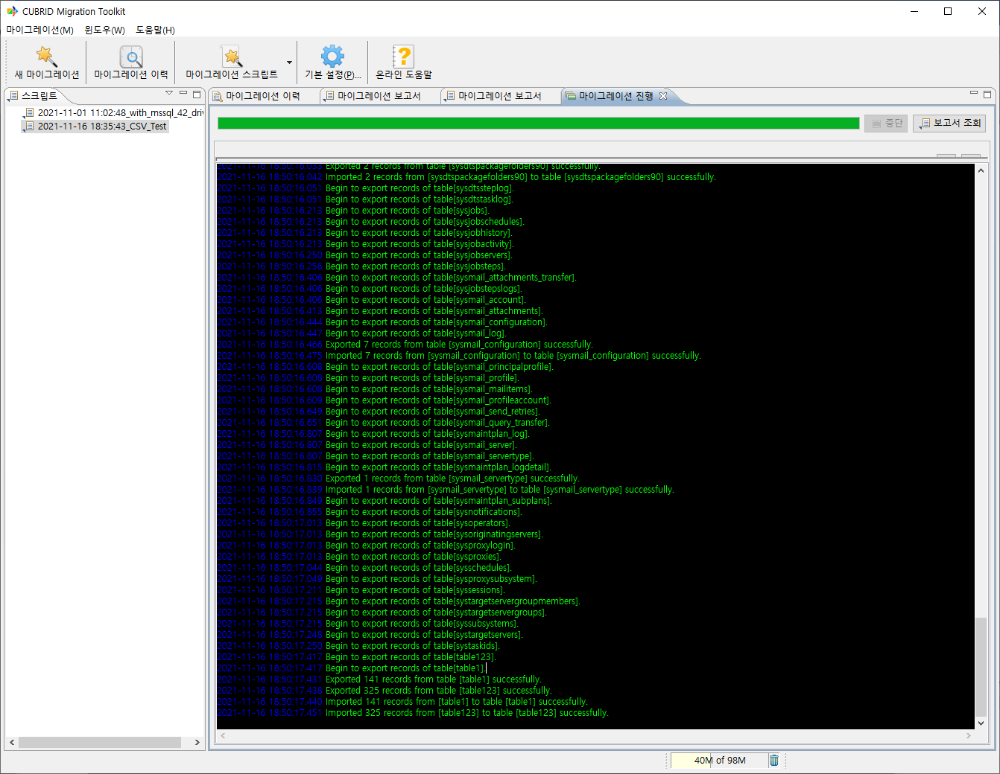 CUBRID Migration Toolkit
마이그레이션(M) 윈도우(W) 도움말(H)
새 마이그레이션 마이그레이션 이력 마이그레이션 스크립트 기본 설정(P)... 온라인 도움말
스크립트
2021-11-01 11:02:48_with_mssql_42_driv
2021-11-16 18:35:43_CSV_Test
마이그레이션 이력 마이그레이션 보고서 마이그레이션 보고서 마이그레이션 진행
중단 보고서 조회
2021-11-16 18:50:16.033 Exported 2 records from table [sysdtspackagefolders90] successfully.
2021-11-16 18:50:16.042 Imported 2 records from [sysdtspackagefolders90] to table [sysdtspackagefolders90] successfully.
2021-11-16 18:50:16.051 Begin to export records of table[sysdtssteplog].
2021-11-16 18:50:16.051 Begin to export records of table[sysdtstasklog].
2021-11-16 18:50:16.213 Begin to export records of table[sysjobs].
2021-11-16 18:50:16.213 Begin to export records of table[sysjobschedules].
2021-11-16 18:50:16.213 Begin to export records of table[sysjobhistory].
2021-11-16 18:50:16.213 Begin to export records of table[sysjobactivity].
2021-11-16 18:50:16.250 Begin to export records of table[sysjobservers].
2021-11-16 18:50:16.256 Begin to export records of table[sysjobsteps].
2021-11-16 18:50:16.406 Begin to export records of table[sysmail_attachments_transfer].
2021-11-16 18:50:16.406 Begin to export records of table[sysjobstepslogs].
2021-11-16 18:50:16.406 Begin to export records of table[sysmail_account].
2021-11-16 18:50:16.413 Begin to export records of table[sysmail_attachments].
2021-11-16 18:50:16.444 Begin to export records of table[sysmail_configuration].
2021-11-16 18:50:16.447 Begin to export records of table[sysmail_log].
2021-11-16 18:50:16.466 Exported 7 records from table [sysmail_configuration] successfully.
2021-11-16 18:50:16.475 Imported 7 records from [sysmail_configuration] to table [sysmail_configuration] successfully.
2021-11-16 18:50:16.608 Begin to export records of table[sysmail_principalprofile].
2021-11-16 18:50:16.608 Begin to export records of table[sysmail_profile].
2021-11-16 18:50:16.608 Begin to export records of table[sysmail_mailitems].
2021-11-16 18:50:16.609 Begin to export records of table[sysmail_profileaccount].
2021-11-16 18:50:16.649 Begin to export records of table[sysmail_send_retries].
2021-11-16 18:50:16.651 Begin to export records of table[sysmail_query_transfer].
2021-11-16 18:50:16.807 Begin to export records of table[sysmaintplan_log].
2021-11-16 18:50:16.807 Begin to export records of table[sysmail_server].
2021-11-16 18:50:16.807 Begin to export records of table[sysmail_servertype].
2021-11-16 18:50:16.815 Begin to export records of table[sysmaintplan_logdetail].
2021-11-16 18:50:16.830 Exported 1 records from table [sysmail_servertype] successfully.
2021-11-16 18:50:16.839 Imported 1 records from [sysmail_servertype] to table [sysmail_servertype] successfully.
2021-11-16 18:50:16.849 Begin to export records of table[sysmaintplan_subplans].
2021-11-16 18:50:16.855 Begin to export records of table[sysnotifications].
2021-11-16 18:50:17.013 Begin to export records of table[sysoperators].
2021-11-16 18:50:17.013 Begin to export records of table[sysoriginatingservers].
2021-11-16 18:50:17.013 Begin to export records of table[sysproxylogin].
2021-11-16 18:50:17.013 Begin to export records of table[sysproxies].
2021-11-16 18:50:17.044 Begin to export records of table[sysschedules].
2021-11-16 18:50:17.049 Begin to export records of table[sysproxysubsystem].
2021-11-16 18:50:17.211 Begin to export records of table[syssessions].
2021-11-16 18:50:17.215 Begin to export records of table[systargetservergroupmembers].
2021-11-16 18:50:17.215 Begin to export records of table[systargetservergroups].
2021-11-16 18:50:17.215 Begin to export records of table[syssubsystems].
2021-11-16 18:50:17.248 Begin to export records of table[systargetservers].
2021-11-16 18:50:17.250 Begin to export records of table[systaskids].
2021-11-16 18:50:17.417 Begin to export records of table[table123].
2021-11-16 18:50:17.417 Begin to export records of table[table1].
2021-11-16 18:50:17.431 Exported 141 records from table [table1] successfully.
2021-11-16 18:50:17.438 Exported 325 records from table [table123] successfully.
2021-11-16 18:50:17.440 Imported 141 records from [table1] to table [table1] successfully.
2021-11-16 18:50:17.451 Imported 325 records from [table123] to table [table123] successfully.
40M of 98M